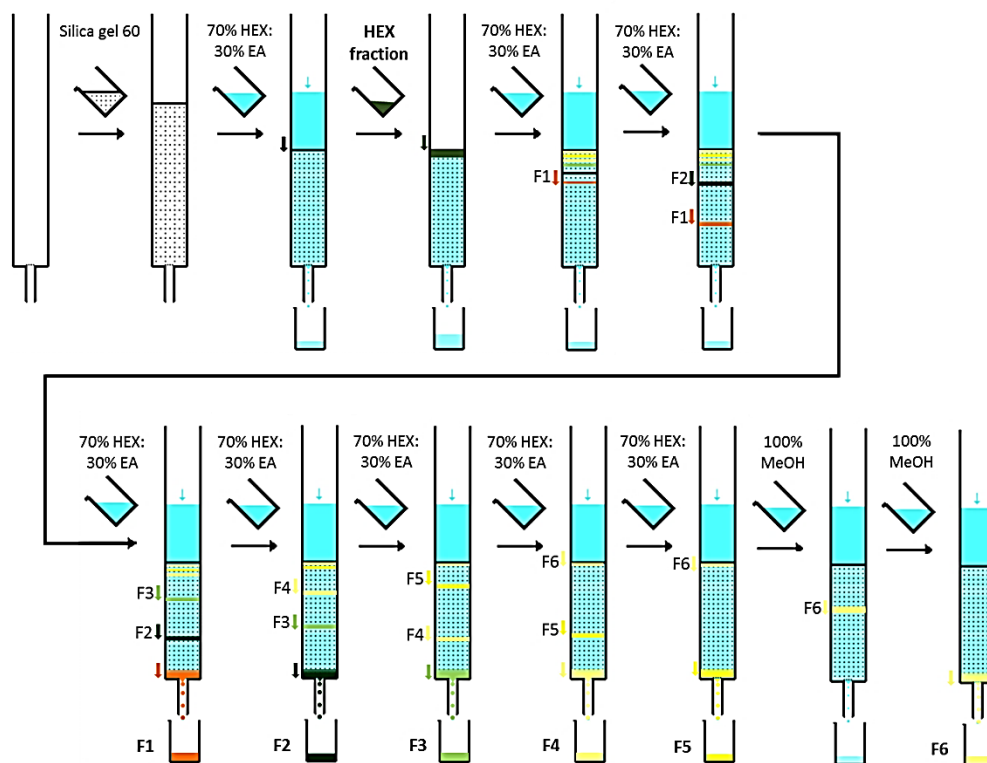 Silica gel 60
70% HEX:
30% EA
HEX
fraction
70% HEX:
30% EA
70% HEX:
30% EA
F1
F2
F1
70% HEX:
30% EA
70% HEX:
30% EA
70% HEX:
30% EA
70% HEX:
30% EA
70% HEX:
30% EA
100%
MeOH
100%
MeOH
F3
F2
F4
F3
F5
F4
F6
F5
F6
F6
F1
F2
F3
F4
F5
F6